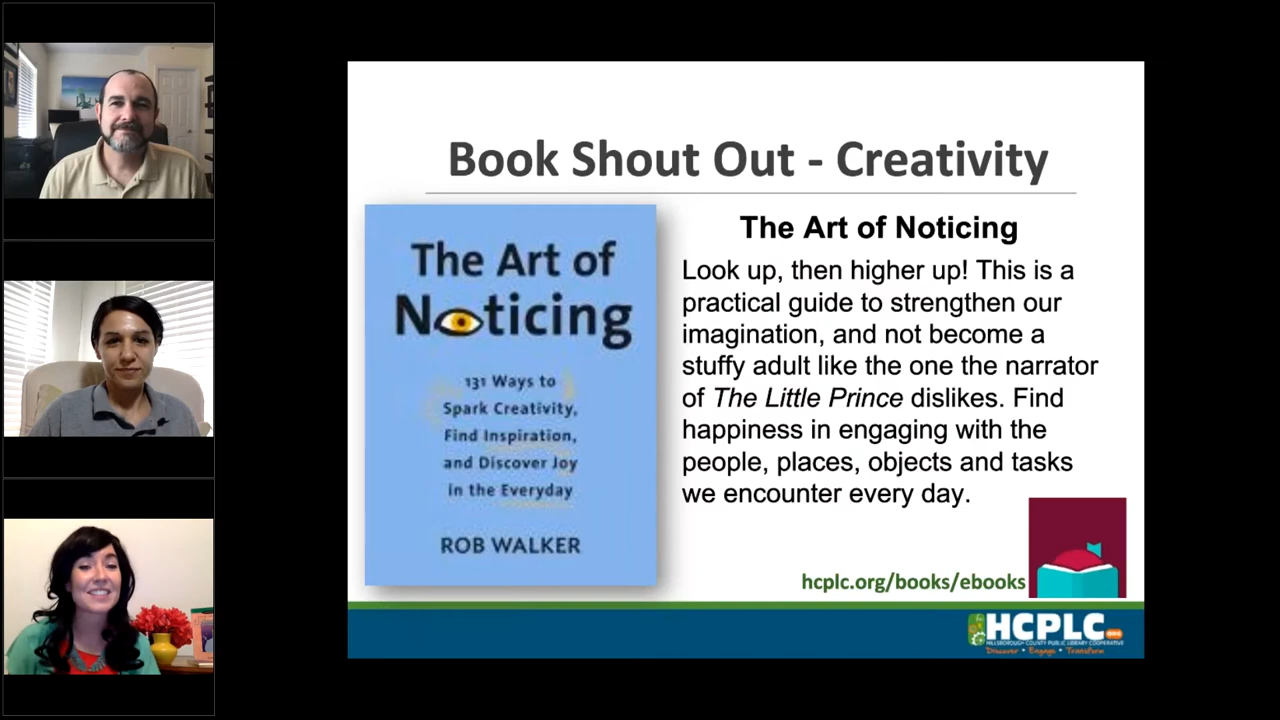 Book Shout Out - Creativity
The Art of
Noticing
131 Ways to
Spark Creativity,
Find Inspiration,
and Discover Joy
in the Everyday
ROB WALKER
The Art of Noticing
Look up, then higher up! This is a
practical guide to strengthen our
imagination, and not become a
stuffy adult like the one the narrator
of The Little Prince dislikes. Find
happiness in engaging with the
people, places, objects and tasks
we encounter every day.
hcplc.org/books/ebooks
HCPLC.ORG
HILLSBOROUGH COUNTY PUBLIC LIBRARY COOPERATIVE
Discover • Engage • Transform